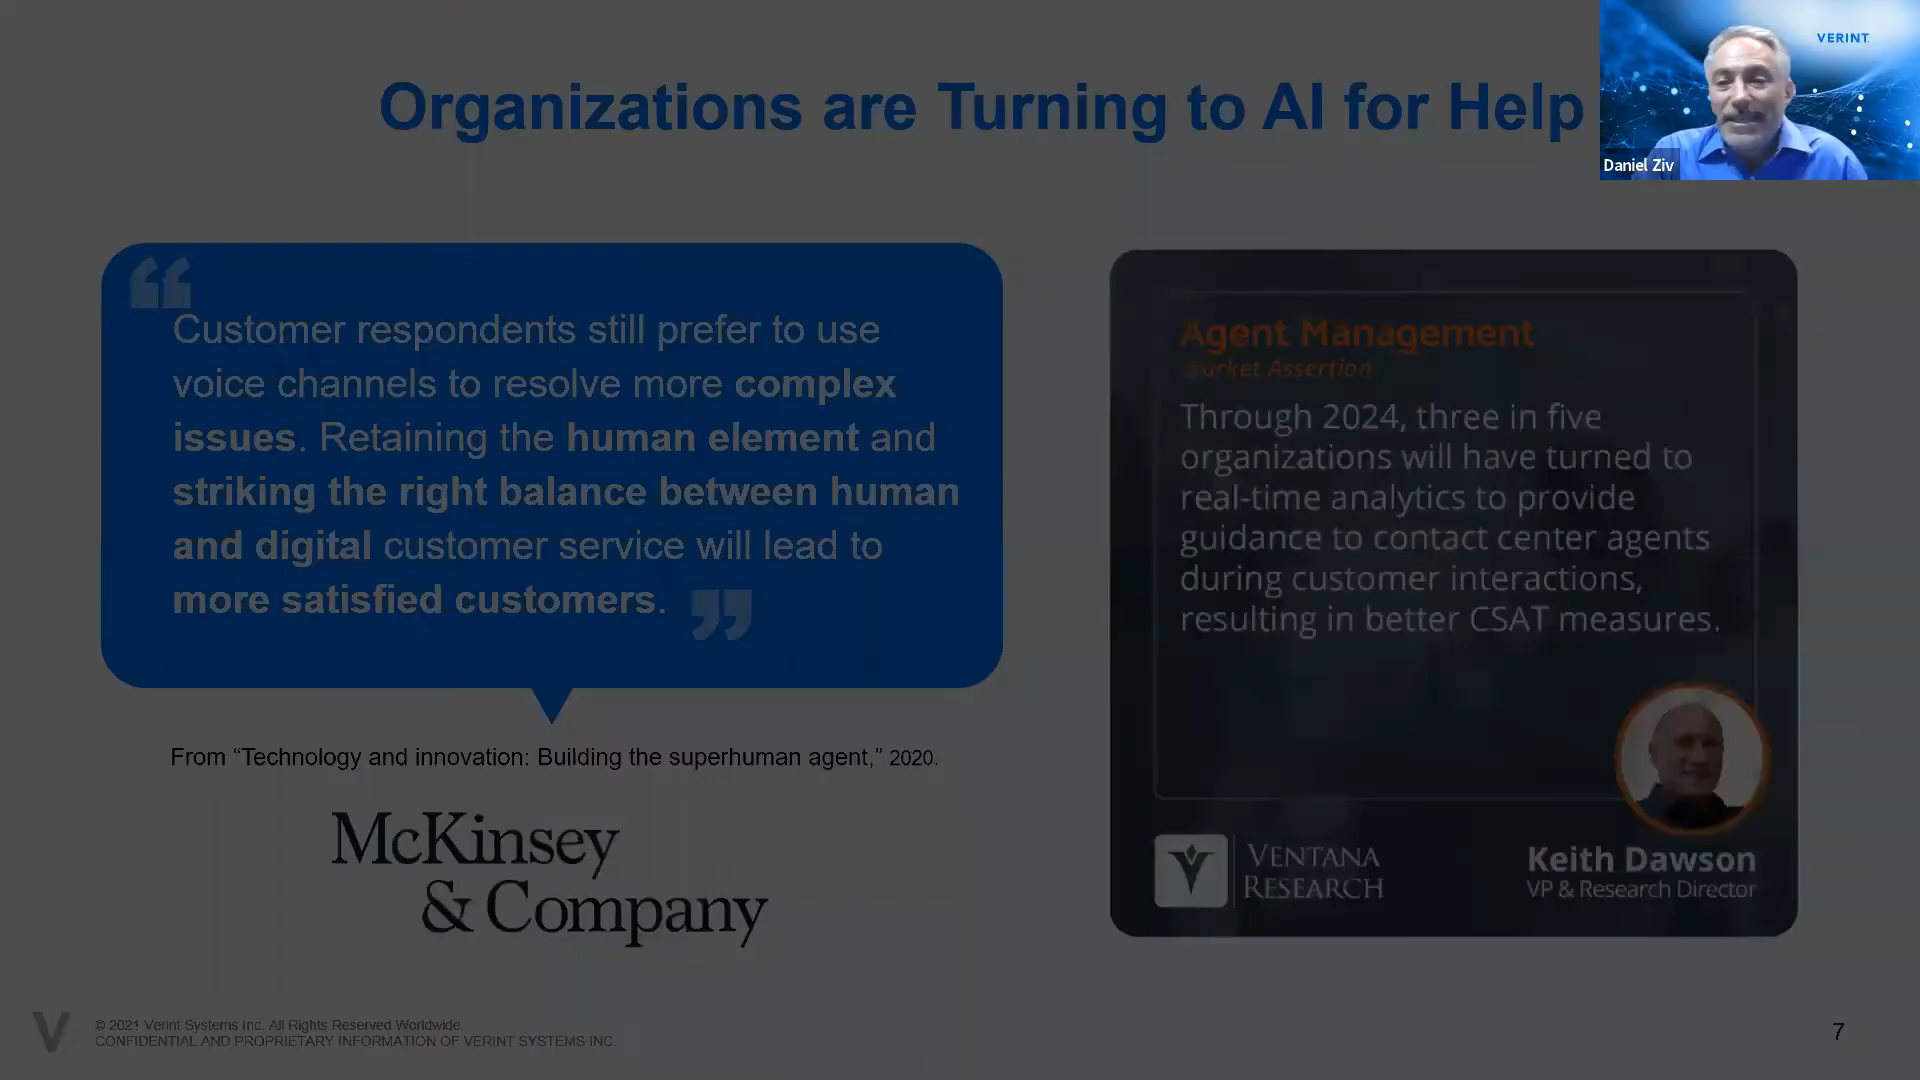 Organizations are Turning to AI for Help
VERINT
Daniel Ziv
“
Customer respondents still prefer to use
voice channels to resolve more complex
issues. Retaining the human element and
striking the right balance between human
and digital customer service will lead to
more satisfied customers. ”
From “Technology and innovation: Building the superhuman agent,” 2020.
McKinsey
& Company
Agent Management
Market Assertion
Through 2024, three in five
organizations will have turned to
real-time analytics to provide
guidance to contact center agents
during customer interactions,
resulting in better CSAT measures.
VENTANA
RESEARCH
Keith Dawson
VP & Research Director
© 2021 Verint Systems Inc. All Rights Reserved Worldwide.
CONFIDENTIAL AND PROPRIETARY INFORMATION OF VERINT SYSTEMS INC.
7